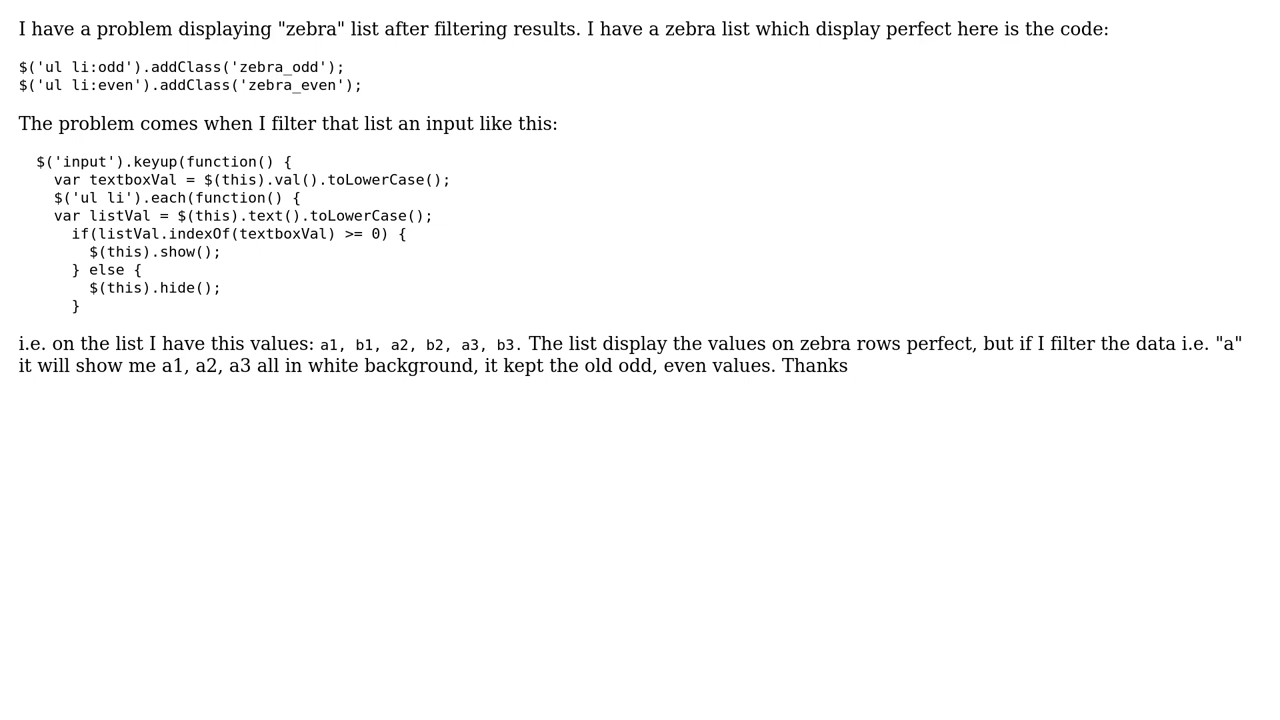 I have a problem displaying "zebra" list after filtering results. I have a zebra list which display perfect here is the code:
$('ul li:odd').addClass('zebra_odd');
$('ul li:even').addClass('zebra_even');
The problem comes when I filter that list an input like this:
  $('input').keyup(function() {
    var textboxVal = $(this).val().toLowerCase();
    $('ul li').each(function() {
    var listVal = $(this).text().toLowerCase();
      if(listVal.indexOf(textboxVal) >= 0) {
        $(this).show();
      } else {
        $(this).hide();
      }
i.e. on the list I have this values: a1, b1, a2, b2, a3, b3. The list display the values on zebra rows perfect, but if I filter the data i.e. "a"
it will show me a1, a2, a3 all in white background, it kept the old odd, even values. Thanks